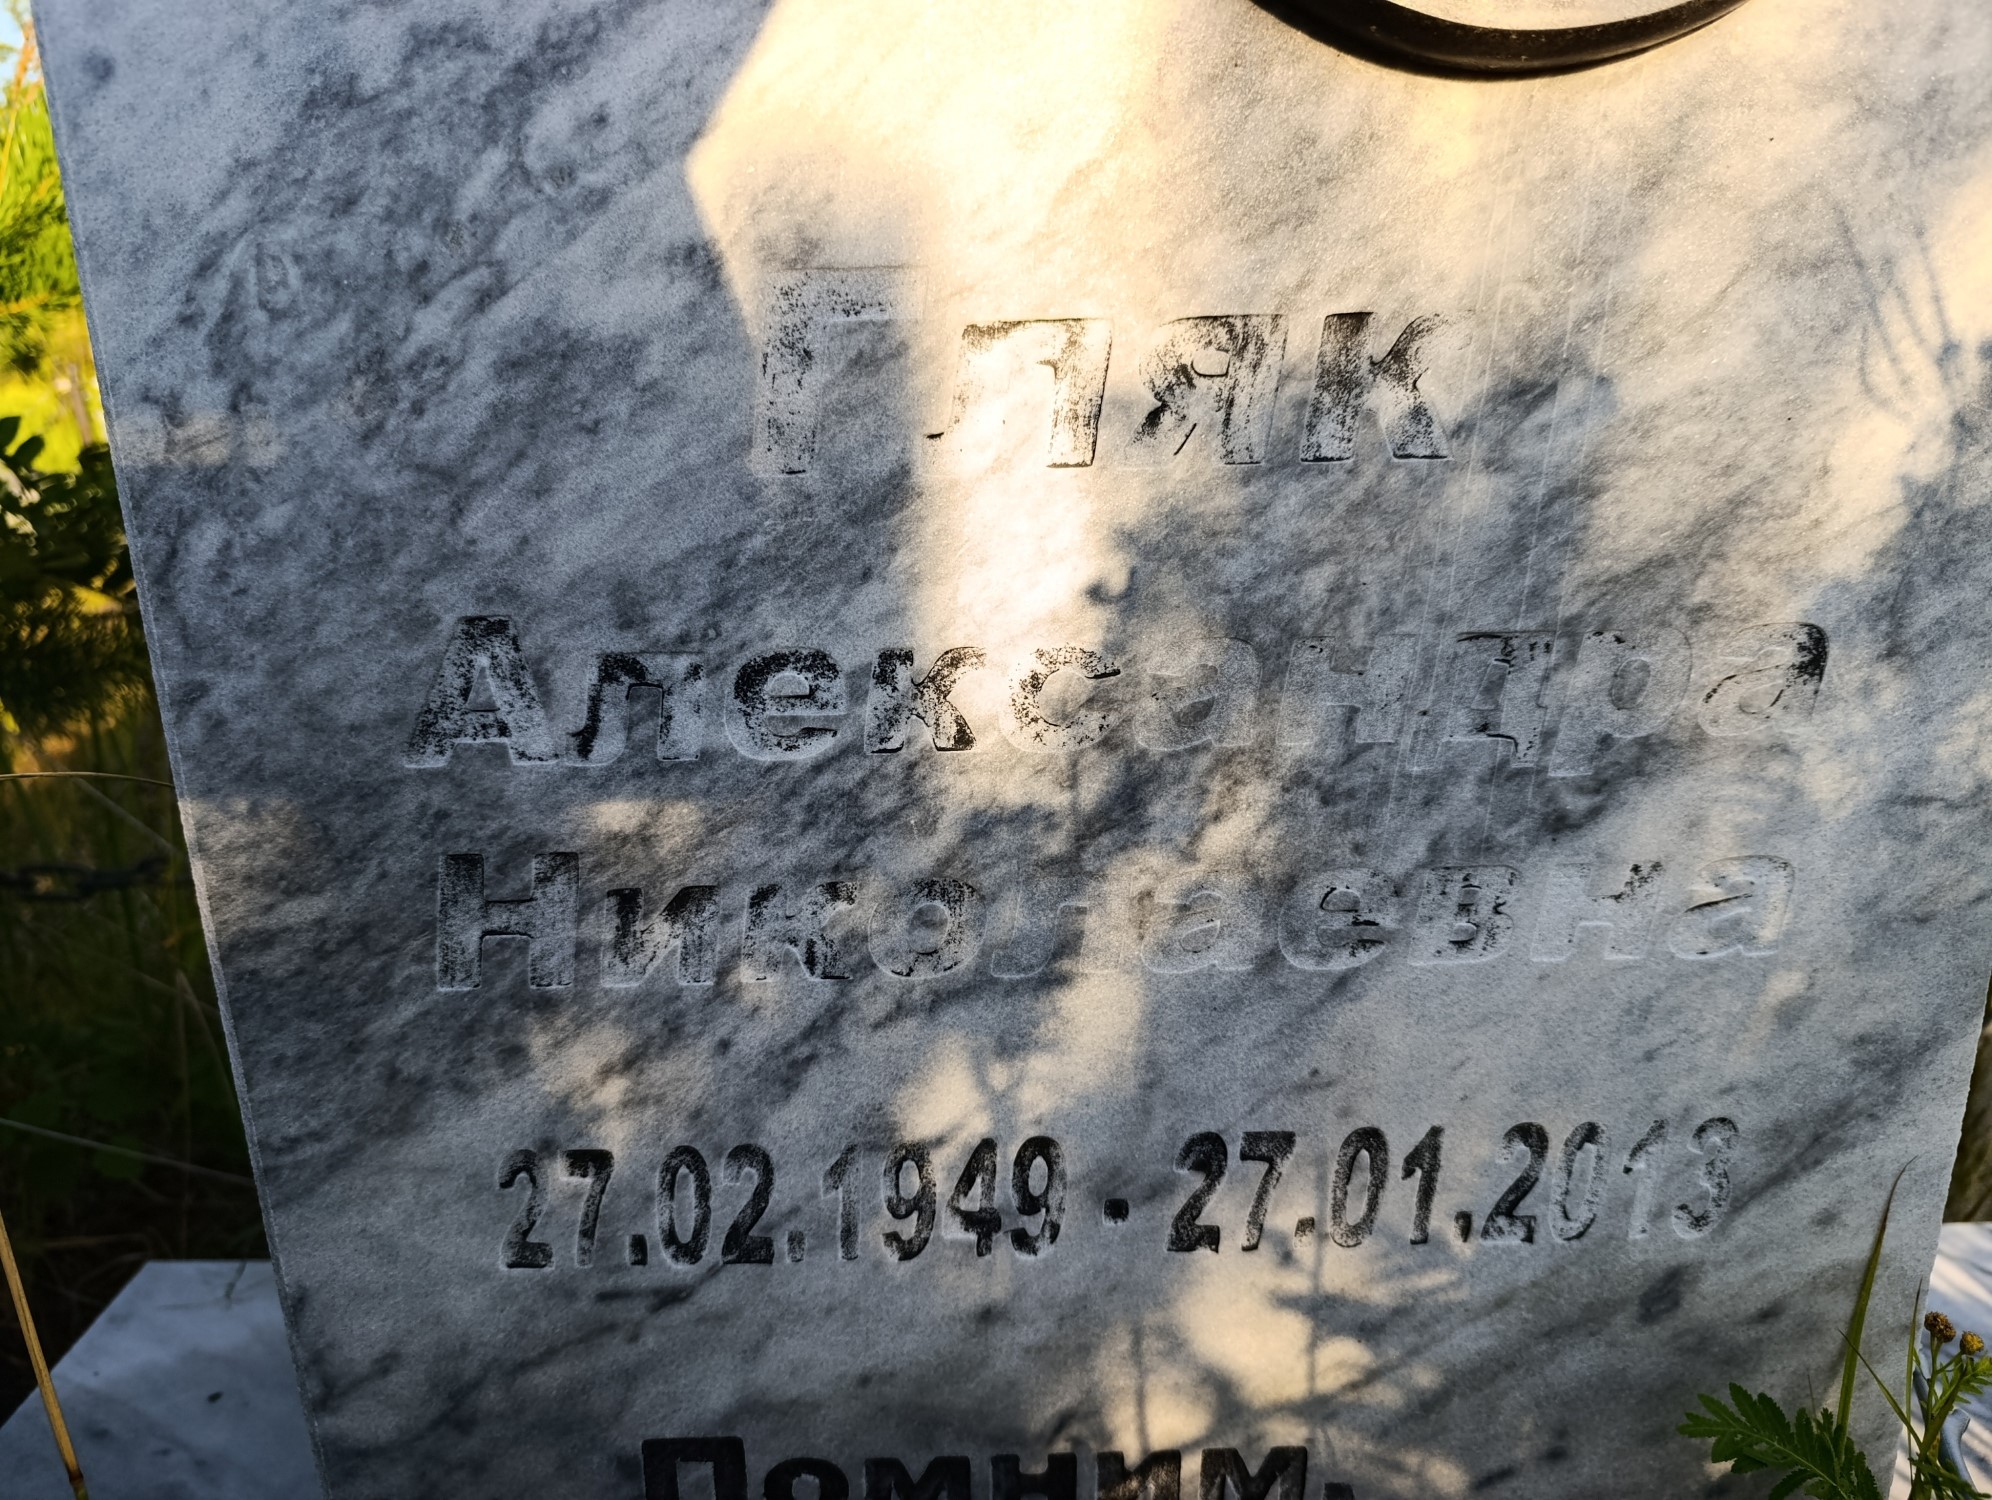 Гляк
Александра
Николаевна
27.02.1949 - 27.01.2013
Помним,